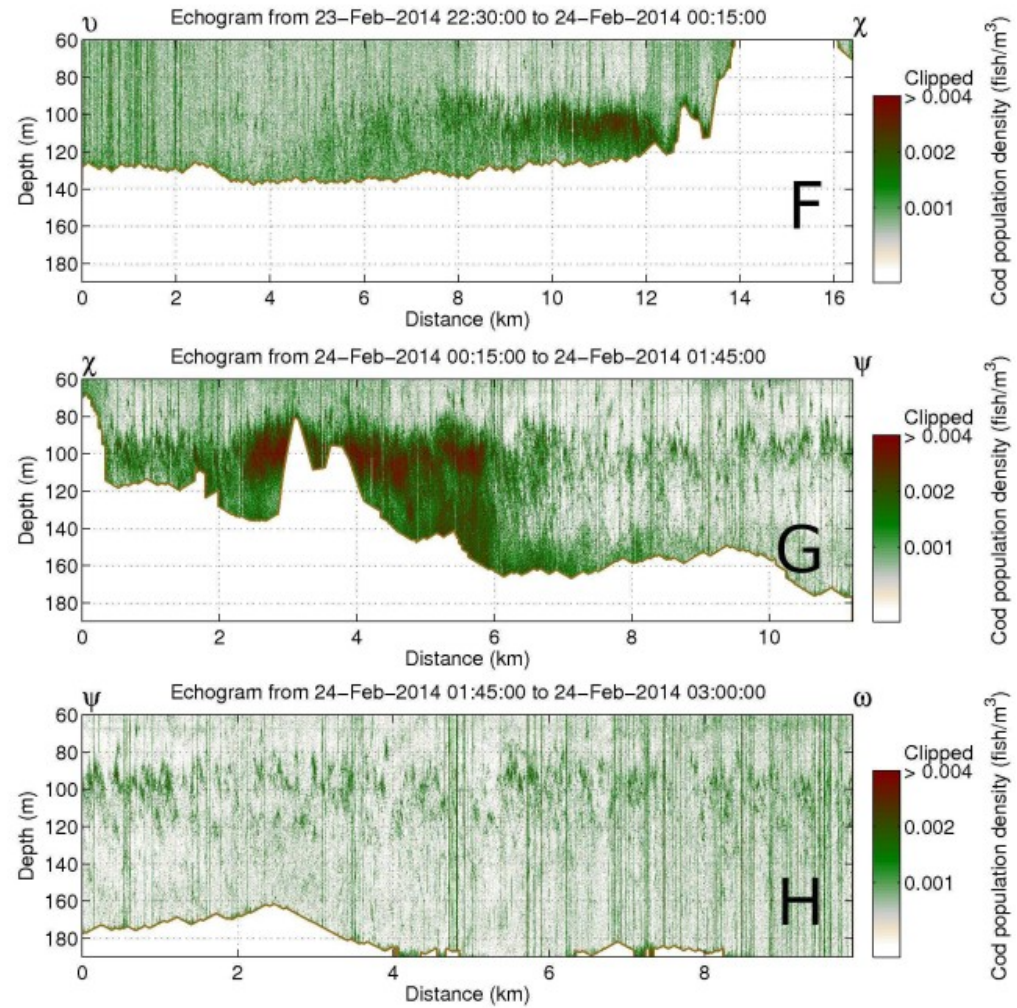 υ Echogram from 23-Feb-2014 22:30:00 to 24-Feb-2014 00:15:00 χ
60
80
100
120
140
160
180
Depth (m)
0 2 4 6 8 10 12 14 16
Distance (km)
F
Clipped
> 0.004
0.002
0.001
Cod population density (fish/m³)
χ Echogram from 24-Feb-2014 00:15:00 to 24-Feb-2014 01:45:00 ψ
60
80
100
120
140
160
180
Depth (m)
0 2 4 6 8 10
Distance (km)
G
Clipped
> 0.004
0.002
0.001
Cod population density (fish/m³)
ψ Echogram from 24-Feb-2014 01:45:00 to 24-Feb-2014 03:00:00 ω
60
80
100
120
140
160
180
Depth (m)
0 2 4 6 8
Distance (km)
H
Clipped
> 0.004
0.002
0.001
Cod population density (fish/m³)